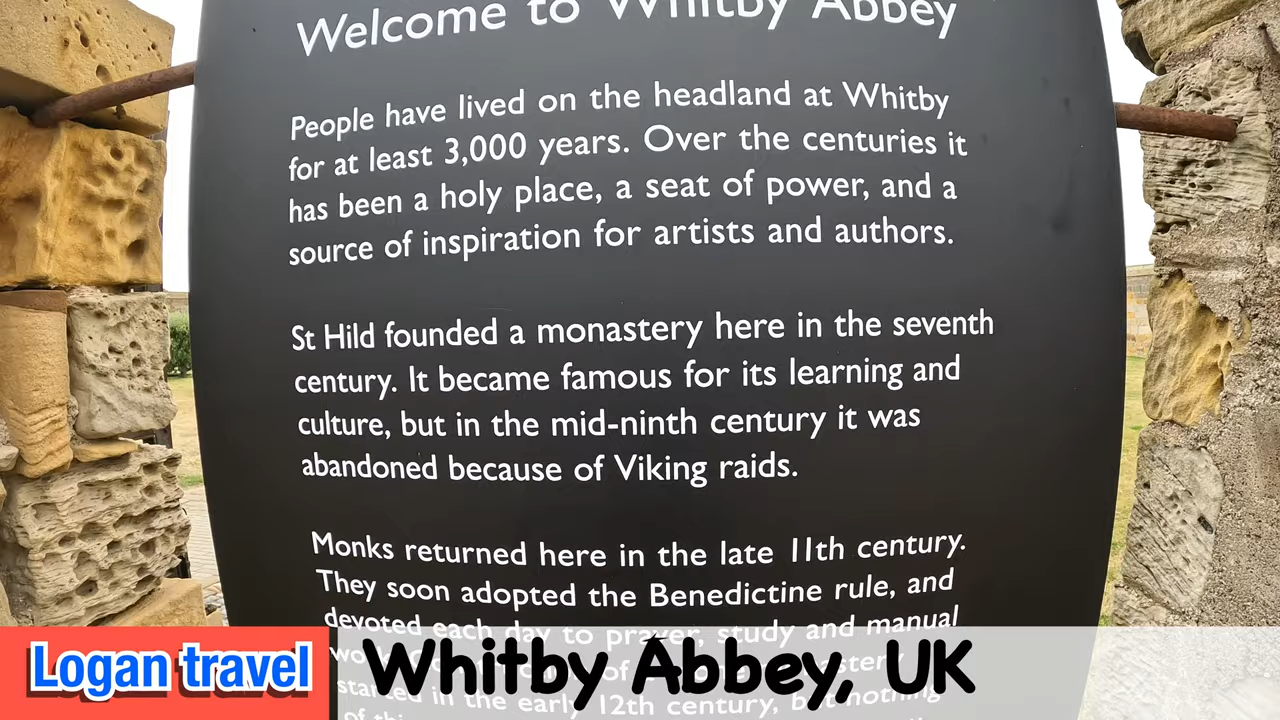 Welcome to Whitby Abbey
People have lived on the headland at Whitby
for at least 3,000 years. Over the centuries it
has been a holy place, a seat of power, and a
source of inspiration for artists and authors.
St Hild founded a monastery here in the seventh
century. It became famous for its learning and
culture, but in the mid-ninth century it was
abandoned because of Viking raids.
Monks returned here in the late 11th century.
They soon adopted the Benedictine rule, and
devoted each day to prayer, study and manual
started in the early 12th century, but nothing
of this
Logan travel
Whitby Abbey, UK